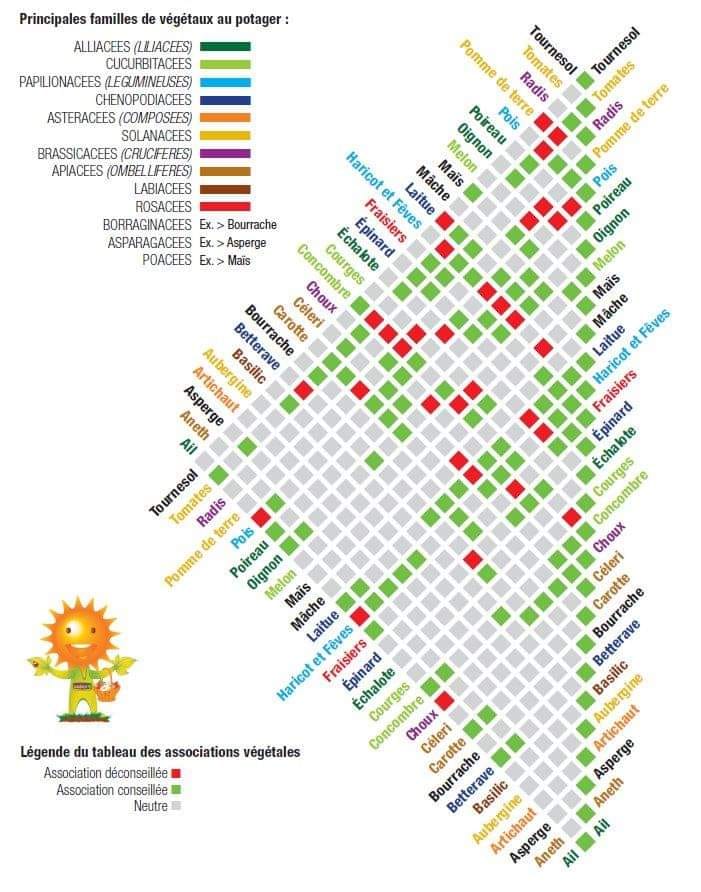 Principales familles de végétaux au potager :
ALLIACEES (LILIACEES)
CUCURBITACEES
PAPILIONACEES (LEGUMINEUSES)
CHENOPODIACEES
ASTERACEES (COMPOSEES)
SOLANACEES
BRASSICACEES (CRUCIFERES)
APIACEES (OMBELLIFERES)
LABIACEES
ROSACEES
BORRAGINACEES Ex. > Bourrache
ASPARAGACEES Ex. > Asperge
POACEES Ex. > Maïs
Tournesol
Tomates
Radis
Pomme de terre
Pois
Poireau
Oignon
Melon
Maïs
Mâche
Laitue
Haricot et Fêves
Fraisiers
Épinard
Échalote
Courges
Concombre
Choux
Céleri
Carotte
Bourrache
Betterave
Basilic
Aubergine
Artichaut
Asperge
Aneth
Ail
Tournesol
Tomates
Radis
Pomme de terre
Pois
Poireau
Oignon
Melon
Maïs
Mâche
Laitue
Haricot et Fêves
Fraisiers
Épinard
Échalote
Courges
Concombre
Choux
Céleri
Carotte
Bourrache
Betterave
Basilic
Aubergine
Artichaut
Asperge
Aneth
Ail
Tournesol
Tomates
Radis
Pomme de terre
Pois
Poireau
Oignon
Melon
Maïs
Mâche
Laitue
Haricot et Fêves
Fraisiers
Épinard
Échalote
Courges
Concombre
Choux
Céleri
Carotte
Bourrache
Betterave
Basilic
Aubergine
Artichaut
Asperge
Aneth
Ail
Légende du tableau des associations végétales
Association déconseillée
Association conseillée
Neutre